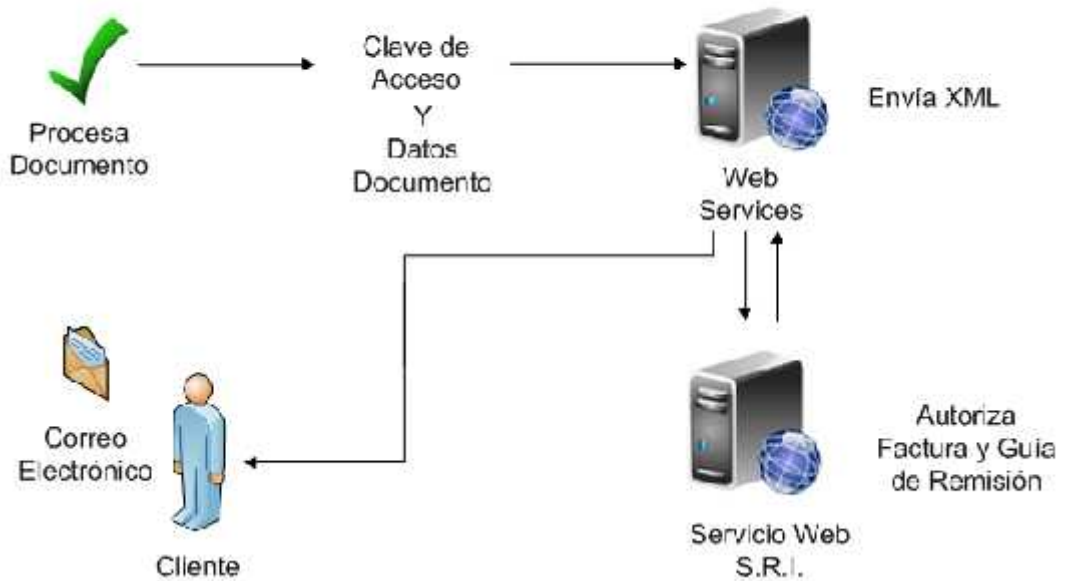 Procesa
Documento
Clave de
Acceso
Y
Datos
Documento
Envía XML
Web
Services
Correo
Electrónico
Cliente
Autoriza
Factura y Guía
de Remisión
Servicio Web
S.R.I.